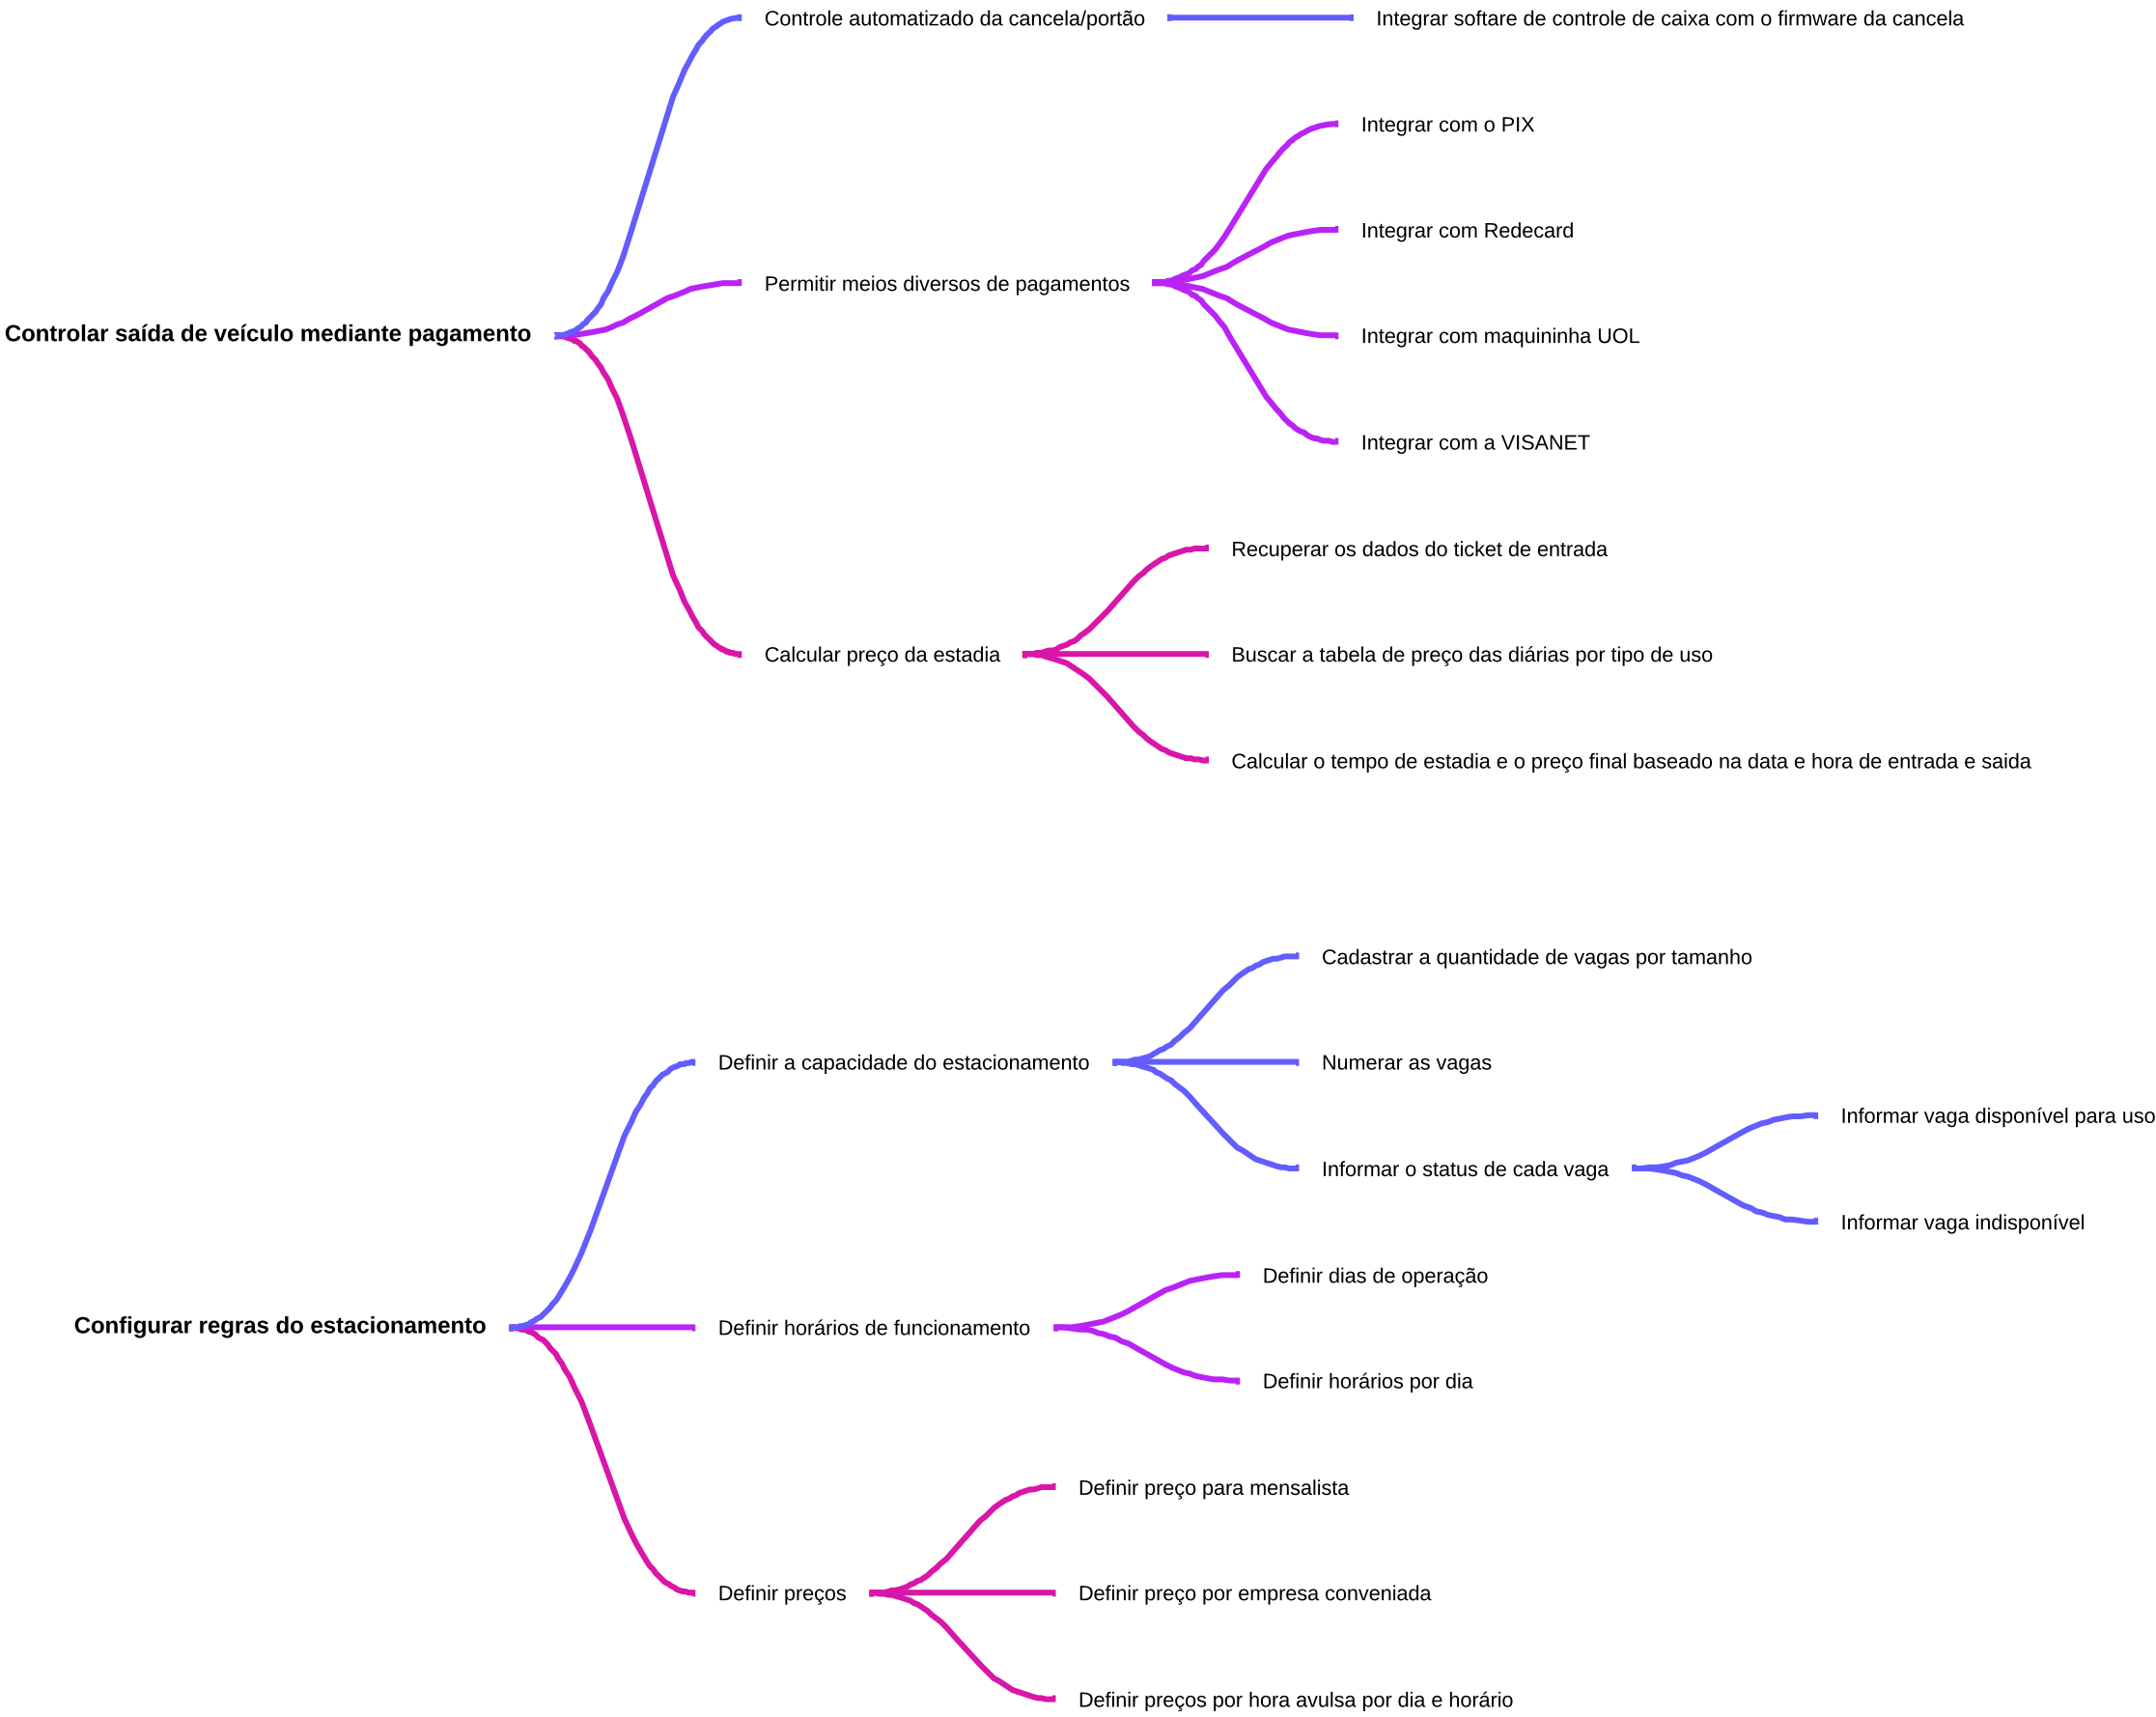 Controlar saída de veículo mediante pagamento
Controle automatizado da cancela/portão
Integrar softare de controle de caixa com o firmware da cancela
Permitir meios diversos de pagamentos
Integrar com o PIX
Integrar com Redecard
Integrar com maquininha UOL
Integrar com a VISANET
Calcular preço da estadia
Recuperar os dados do ticket de entrada
Buscar a tabela de preço das diárias por tipo de uso
Calcular o tempo de estadia e o preço final baseado na data e hora de entrada e saida
Configurar regras do estacionamento
Definir a capacidade do estacionamento
Cadastrar a quantidade de vagas por tamanho
Numerar as vagas
Informar o status de cada vaga
Informar vaga disponível para uso
Informar vaga indisponível
Definir horários de funcionamento
Definir dias de operação
Definir horários por dia
Definir preços
Definir preço para mensalista
Definir preço por empresa conveniada
Definir preços por hora avulsa por dia e horário